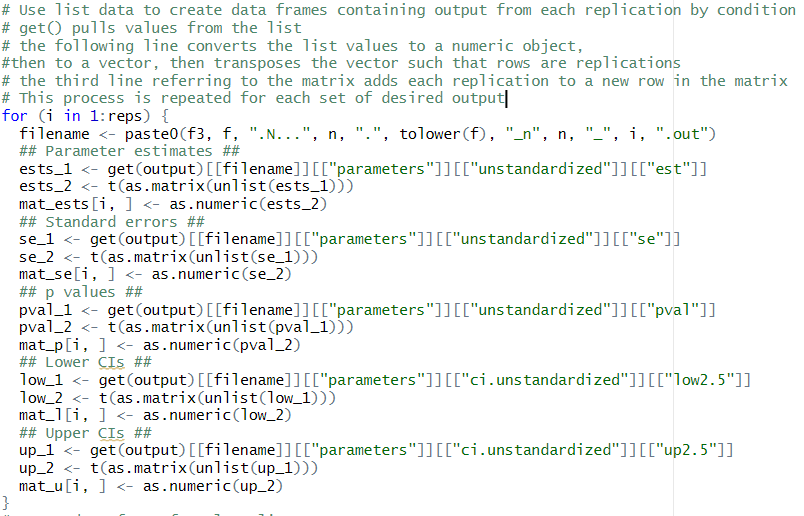 # Use list data to create data frames containing output from each replication by condition
# get() pulls values from the list
# the following line converts the list values to a numeric object,
#then to a vector, then transposes the vector such that rows are replications
# the third line referring to the matrix adds each replication to a new row in the matrix
# This process is repeated for each set of desired output
for (i in 1:reps) {
  filename <- paste0(f3, f, ".N...", n, ".", tolower(f), "_n", n, "_", i, ".out")
  ## Parameter estimates ##
  ests_1 <- get(output)[[filename]][["parameters"]][["unstandardized"]][["est"]]
  ests_2 <- t(as.matrix(unlist(ests_1)))
  mat_ests[i, ] <- as.numeric(ests_2)
  ## Standard errors ##
  se_1 <- get(output)[[filename]][["parameters"]][["unstandardized"]][["se"]]
  se_2 <- t(as.matrix(unlist(se_1)))
  mat_se[i, ] <- as.numeric(se_2)
  ## p values ##
  pval_1 <- get(output)[[filename]][["parameters"]][["unstandardized"]][["pval"]]
  pval_2 <- t(as.matrix(unlist(pval_1)))
  mat_p[i, ] <- as.numeric(pval_2)
  ## Lower CIs ##
  low_1 <- get(output)[[filename]][["parameters"]][["ci.unstandardized"]][["low2.5"]]
  low_2 <- t(as.matrix(unlist(low_1)))
  mat_l[i, ] <- as.numeric(low_2)
  ## Upper CIs ##
  up_1 <- get(output)[[filename]][["parameters"]][["ci.unstandardized"]][["up2.5"]]
  up_2 <- t(as.matrix(unlist(up_1)))
  mat_u[i, ] <- as.numeric(up_2)
}